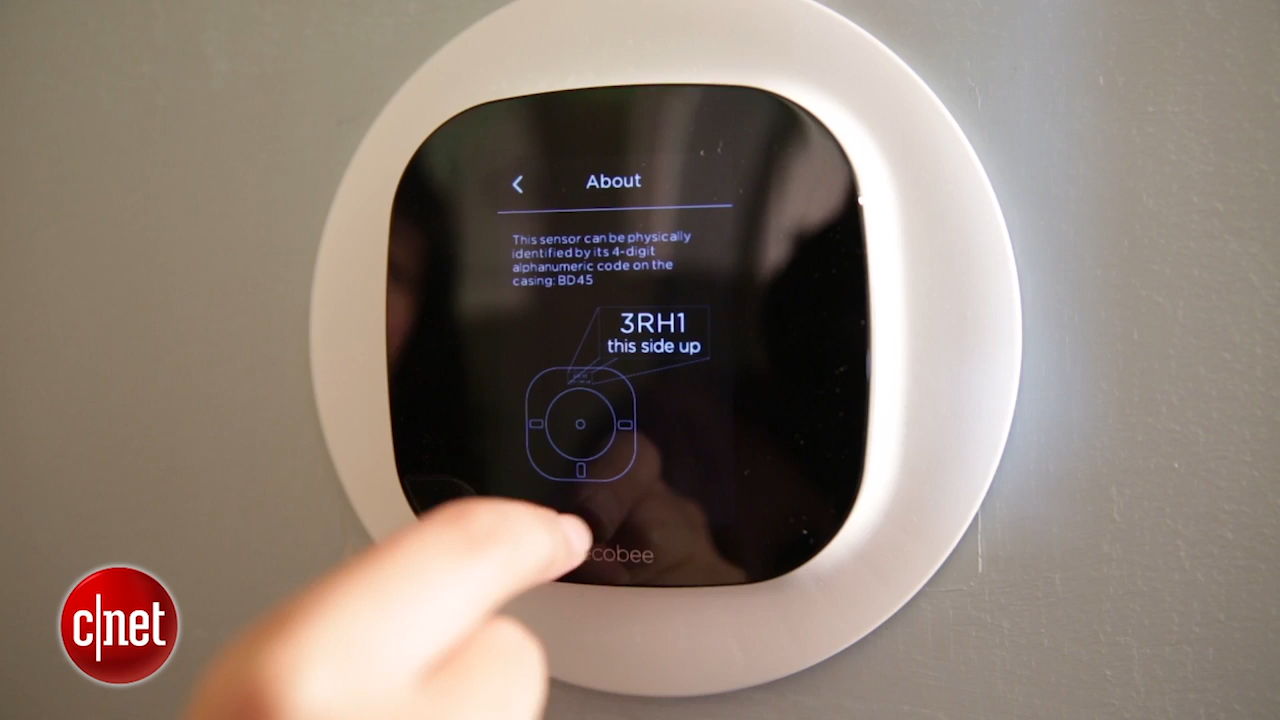 About
This sensor can be physically
identified by its 4-digit
alphanumeric code on the
casing: BD45
3RH1
this side up
ecobee
c|net